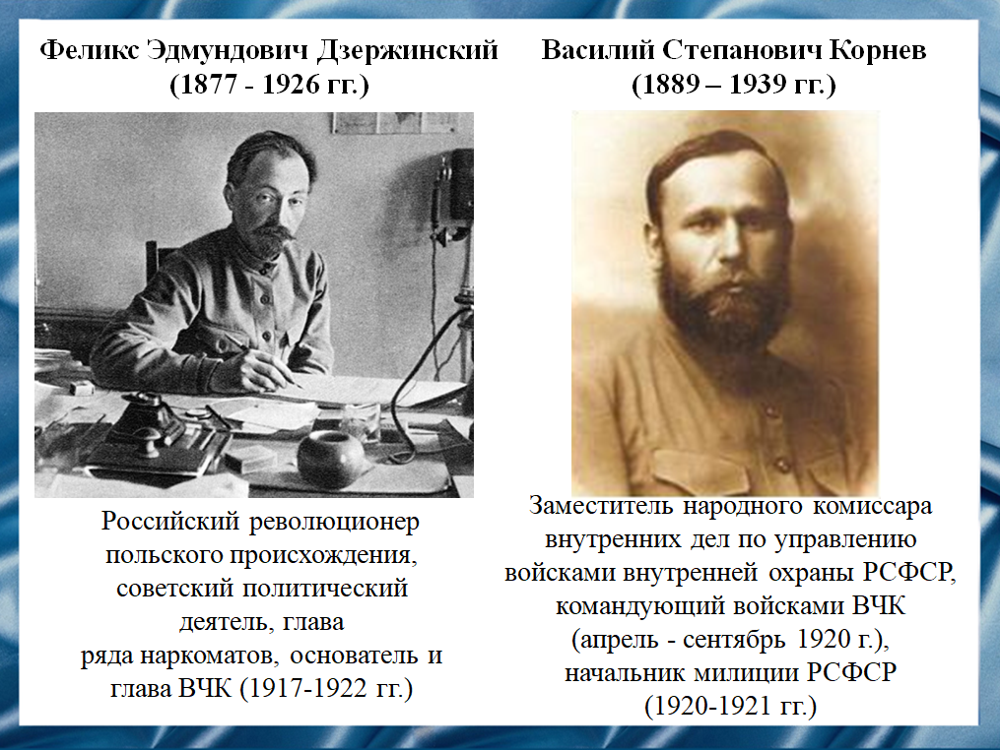 Феликс Эдмундович Дзержинский
(1877 - 1926 гг.)
Российский революционер
польского происхождения,
советский политический
деятель, глава
ряда наркоматов, основатель и
глава ВЧК (1917-1922 гг.)
Василий Степанович Корнев
(1889 – 1939 гг.)
Заместитель народного комиссара
внутренних дел по управлению
войсками внутренней охраны РСФСР,
командующий войсками ВЧК
(апрель - сентябрь 1920 г.),
начальник милиции РСФСР
(1920-1921 гг.)